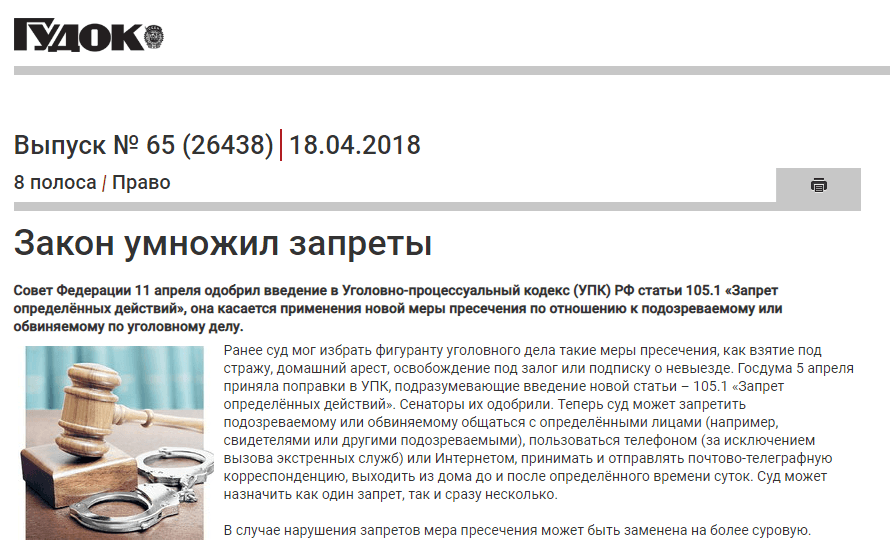 Гудок
Выпуск № 65 (26438) | 18.04.2018
8 полоса / Право
Закон умножил запреты
Совет Федерации 11 апреля одобрил введение в Уголовно-процессуальный кодекс (УПК) РФ статьи 105.1 «Запрет
определённых действий», она касается применения новой меры пресечения по отношению к подозреваемому или
обвиняемому по уголовному делу.
Ранее суд мог избрать фигуранту уголовного дела такие меры пресечения, как взятие под
стражу, домашний арест, освобождение под залог или подписку о невыезде. Госдума 5 апреля
приняла поправки в УПК, подразумевающие введение новой статьи – 105.1 «Запрет
определённых действий». Сенаторы их одобрили. Теперь суд может запретить
подозреваемому или обвиняемому общаться с определёнными лицами (например,
свидетелями или другими подозреваемыми), пользоваться телефоном (за исключением
вызова экстренных служб) или Интернетом, принимать и отправлять почтово-телеграфную
корреспонденцию, выходить из дома до и после определённого времени суток. Суд может
назначить как один запрет, так и сразу несколько.
В случае нарушения запретов мера пресечения может быть заменена на более суровую.